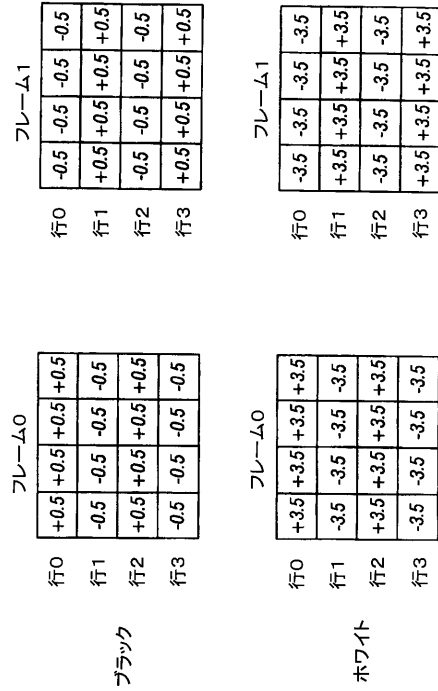 フレーム0 フレーム1
ブラック
行0 +0.5 +0.5 +0.5 +0.5 行0 -0.5 -0.5 -0.5 -0.5
行1 -0.5 -0.5 -0.5 -0.5 行1 +0.5 +0.5 +0.5 +0.5
行2 +0.5 +0.5 +0.5 +0.5 行2 -0.5 -0.5 -0.5 -0.5
行3 -0.5 -0.5 -0.5 -0.5 行3 +0.5 +0.5 +0.5 +0.5
フレーム0 フレーム1
ホワイト
行0 +3.5 +3.5 +3.5 +3.5 行0 -3.5 -3.5 -3.5 -3.5
行1 -3.5 -3.5 -3.5 -3.5 行1 +3.5 +3.5 +3.5 +3.5
行2 +3.5 +3.5 +3.5 +3.5 行2 -3.5 -3.5 -3.5 -3.5
行3 -3.5 -3.5 -3.5 -3.5 行3 +3.5 +3.5 +3.5 +3.5